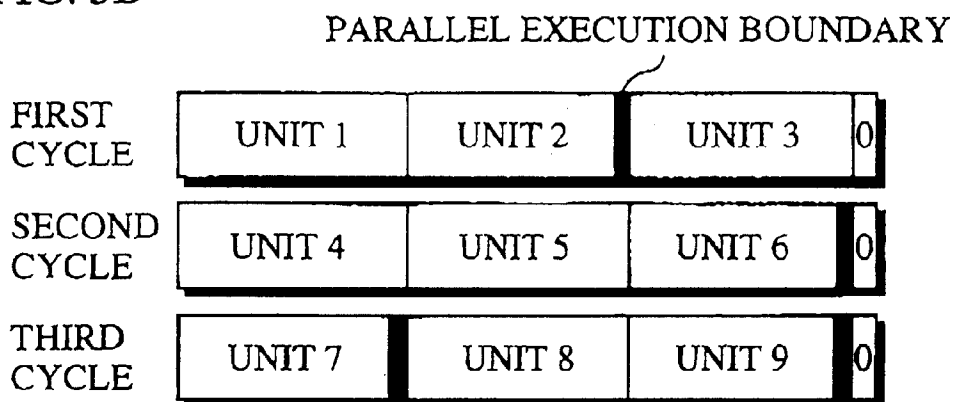 PARALLEL EXECUTION BOUNDARY
FIRST CYCLE
UNIT 1 UNIT 2 UNIT 3 0
SECOND CYCLE
UNIT 4 UNIT 5 UNIT 6 0
THIRD CYCLE
UNIT 7 UNIT 8 UNIT 9 0